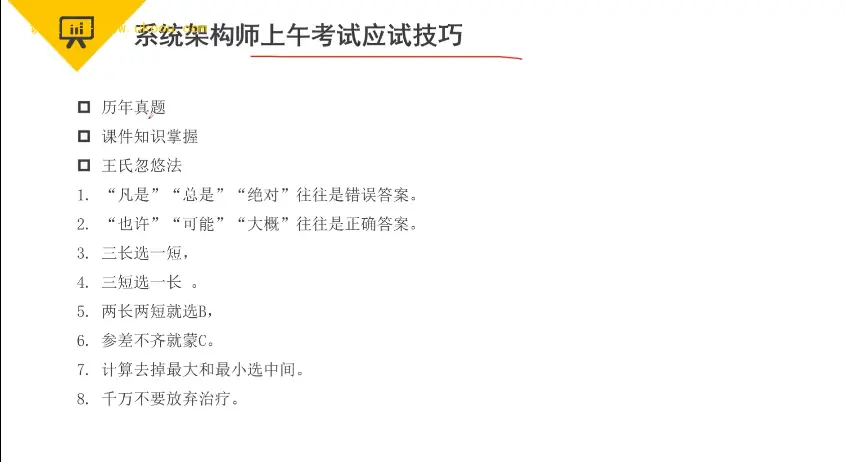 系统架构师上午考试应试技巧
历年真题
课件知识掌握
王氏忽悠法
1. “凡是”“总是”“绝对”往往是错误答案。
2. “也许”“可能”“大概”往往是正确答案。
3. 三长选一短,
4. 三短选一长 。
5. 两长两短就选B,
6. 参差不齐就蒙C。
7. 计算去掉最大和最小选中间。
8. 千万不要放弃治疗。